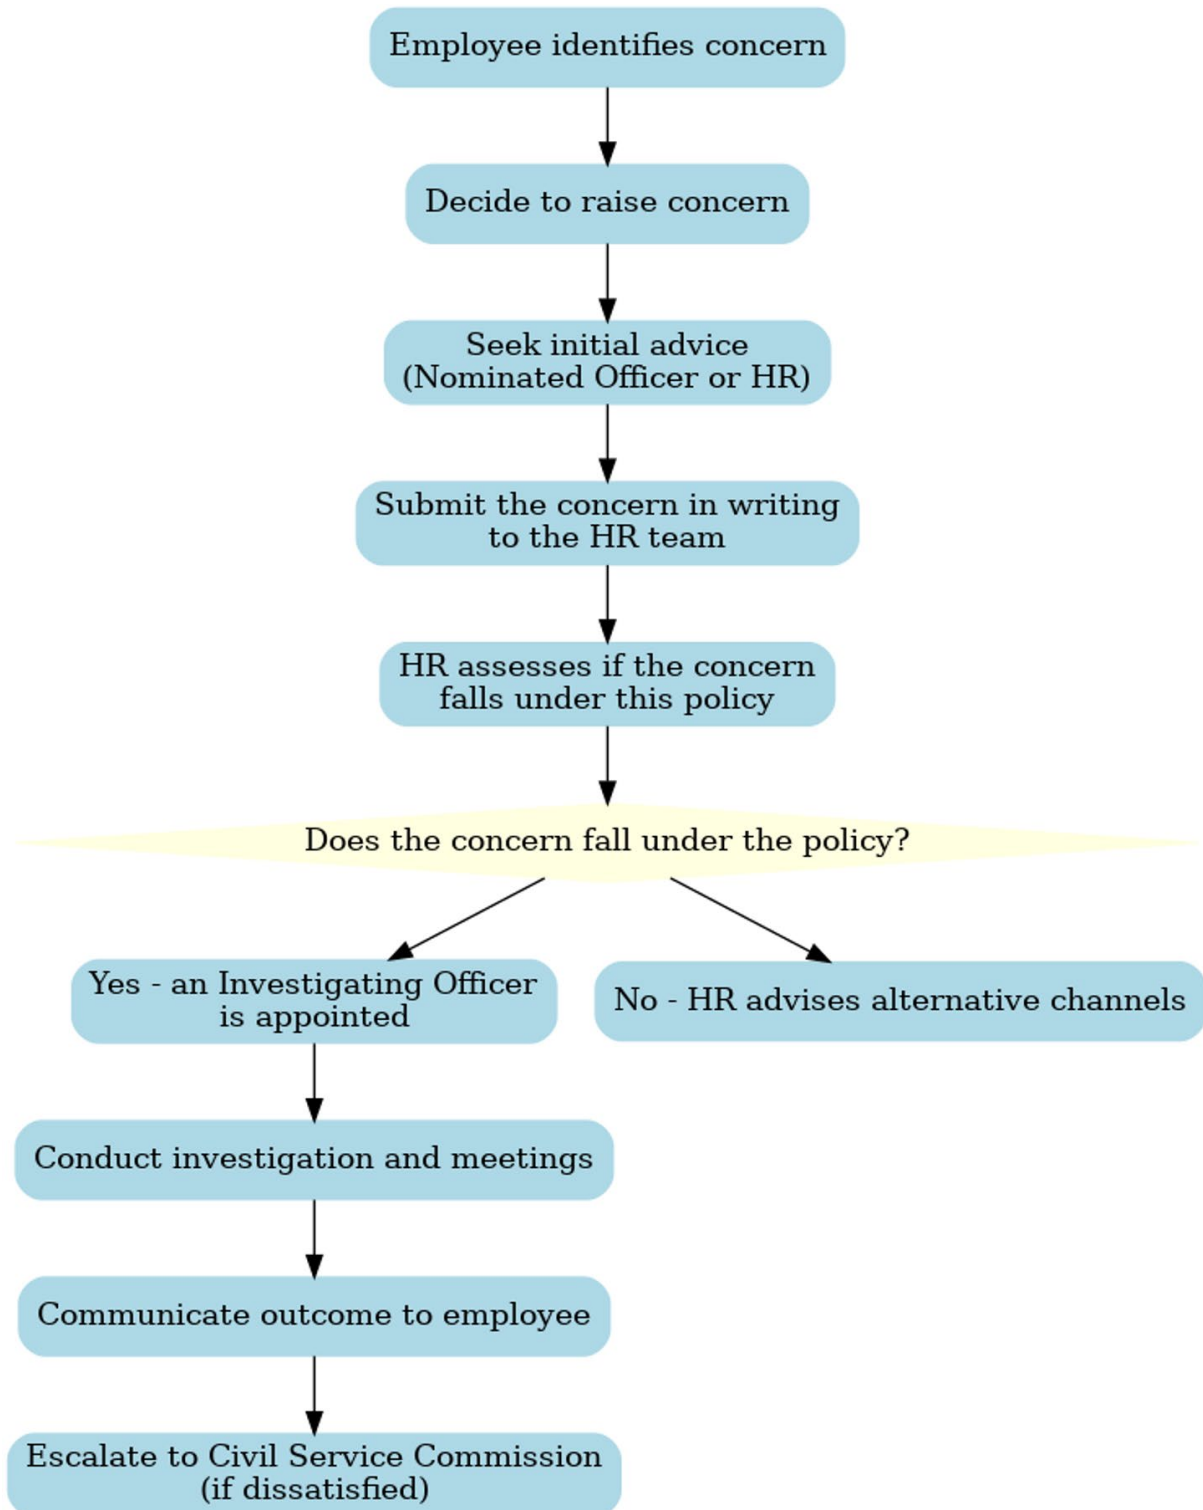 Employee identifies concern
Decide to raise concern
Seek initial advice
(Nominated Officer or HR)
Submit the concern in writing
to the HR team
HR assesses if the concern
falls under this policy
Does the concern fall under the policy?
Yes - an Investigating Officer
is appointed
No - HR advises alternative channels
Conduct investigation and meetings
Communicate outcome to employee
Escalate to Civil Service Commission
(if dissatisfied)